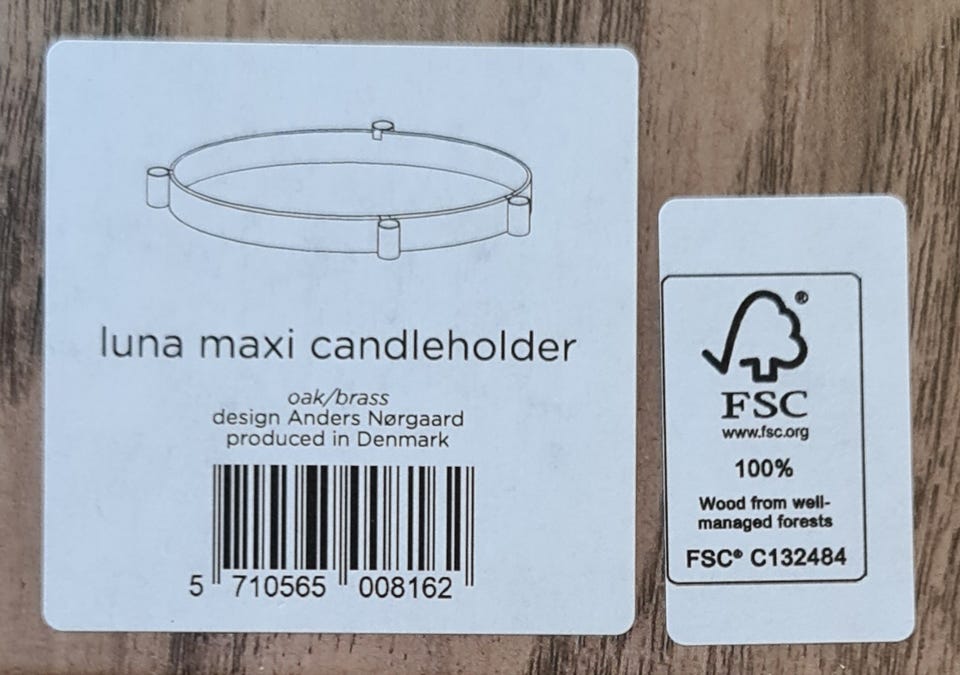 luna maxi candleholder
oak/brass
design Anders Nørgaard
produced in Denmark
5 710565 008162
®
FSC
www.fsc.org
100%
Wood from well-
managed forests
FSC® C132484